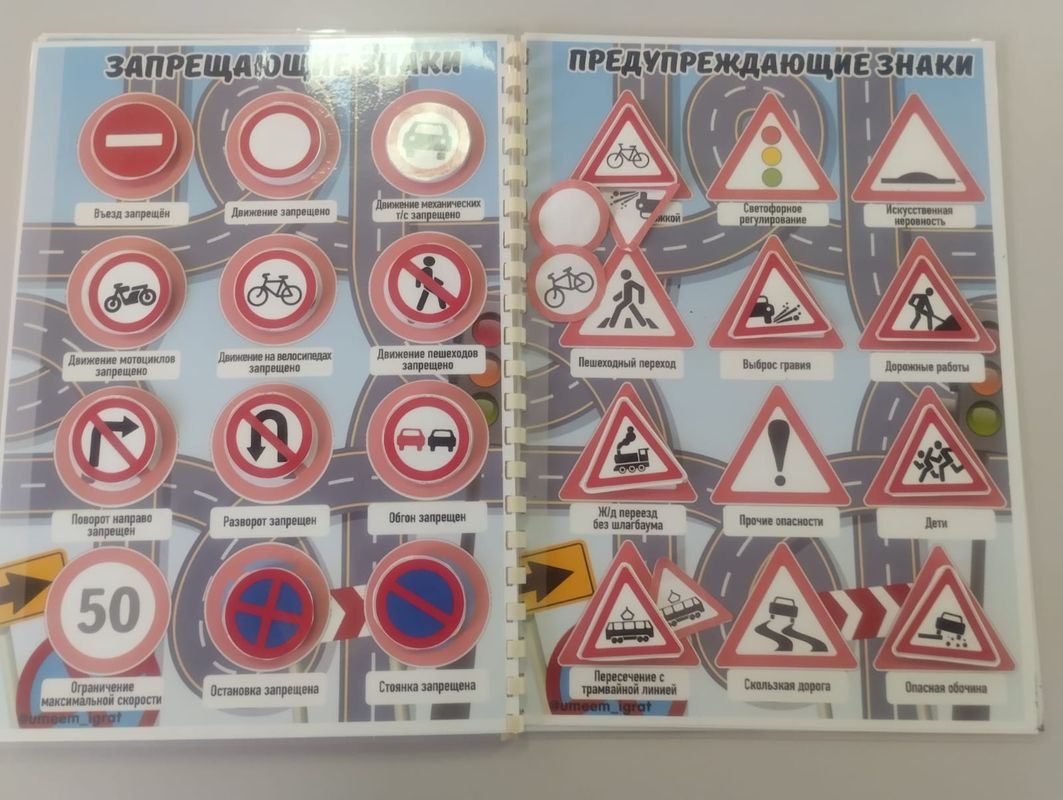 ЗАПРЕЩАЮЩИЕ ЗНАКИ
Въезд запрещён
Движение запрещено
Движение механических
т/с запрещено
Движение мотоциклов
запрещено
Движение на велосипедах
запрещено
Движение пешеходов
запрещено
Поворот направо
запрещен
Разворот запрещен
Обгон запрещен
50
Ограничение
максимальной скорости
Остановка запрещена
Стоянка запрещена
@umeem_igrat
ПРЕДУПРЕЖДАЮЩИЕ ЗНАКИ
Светофорное
регулирование
Искусственная
неровность
Пешеходный переход
Выброс гравия
Дорожные работы
Ж/д переезд
без шлагбаума
Прочие опасности
Дети
Пересечение с
трамвайной линией
Скользкая дорога
Опасная обочина
@umeem_igrat